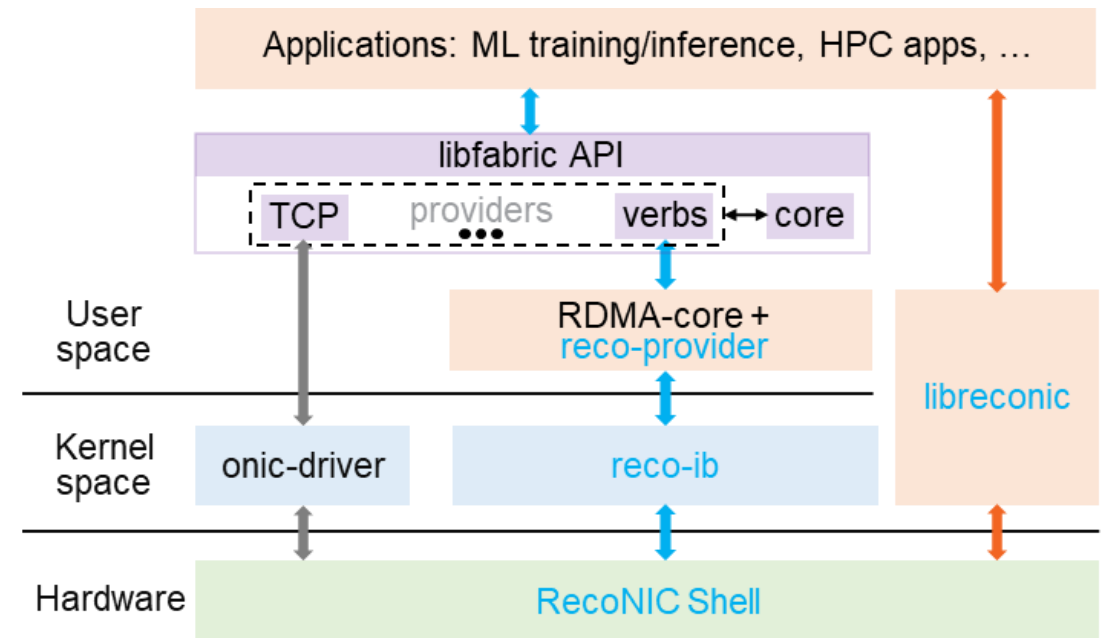 Applications: ML training/inference, HPC apps, …
libfabric API
TCP
providers
•••
verbs
core
User
space
RDMA-core +
reco-provider
libreconic
Kernel
space
onic-driver
reco-ib
Hardware
RecoNIC Shell